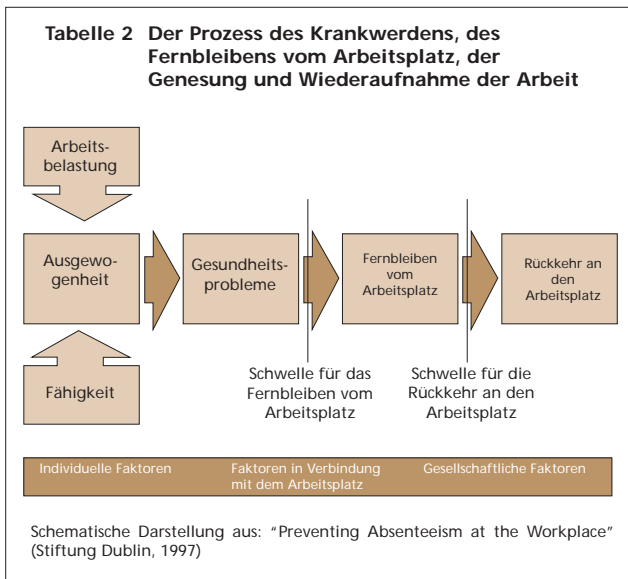 Tabelle 2 Der Prozess des Krankwerdens, des
Fernbleibens vom Arbeitsplatz, der
Genesung und Wiederaufnahme der Arbeit
Arbeits-
belastung
Ausgewo-
genheit
Gesundheits-
probleme
Fernbleiben
vom
Arbeitsplatz
Rückkehr an
den
Arbeitsplatz
Fähigkeit
Schwelle für das
Fernbleiben vom
Arbeitsplatz
Schwelle für die
Rückkehr an den
Arbeitsplatz
Individuelle Faktoren
Faktoren in Verbindung
mit dem Arbeitsplatz
Gesellschaftliche Faktoren
Schematische Darstellung aus: "Preventing Absenteeism at the Workplace"
(Stiftung Dublin, 1997)